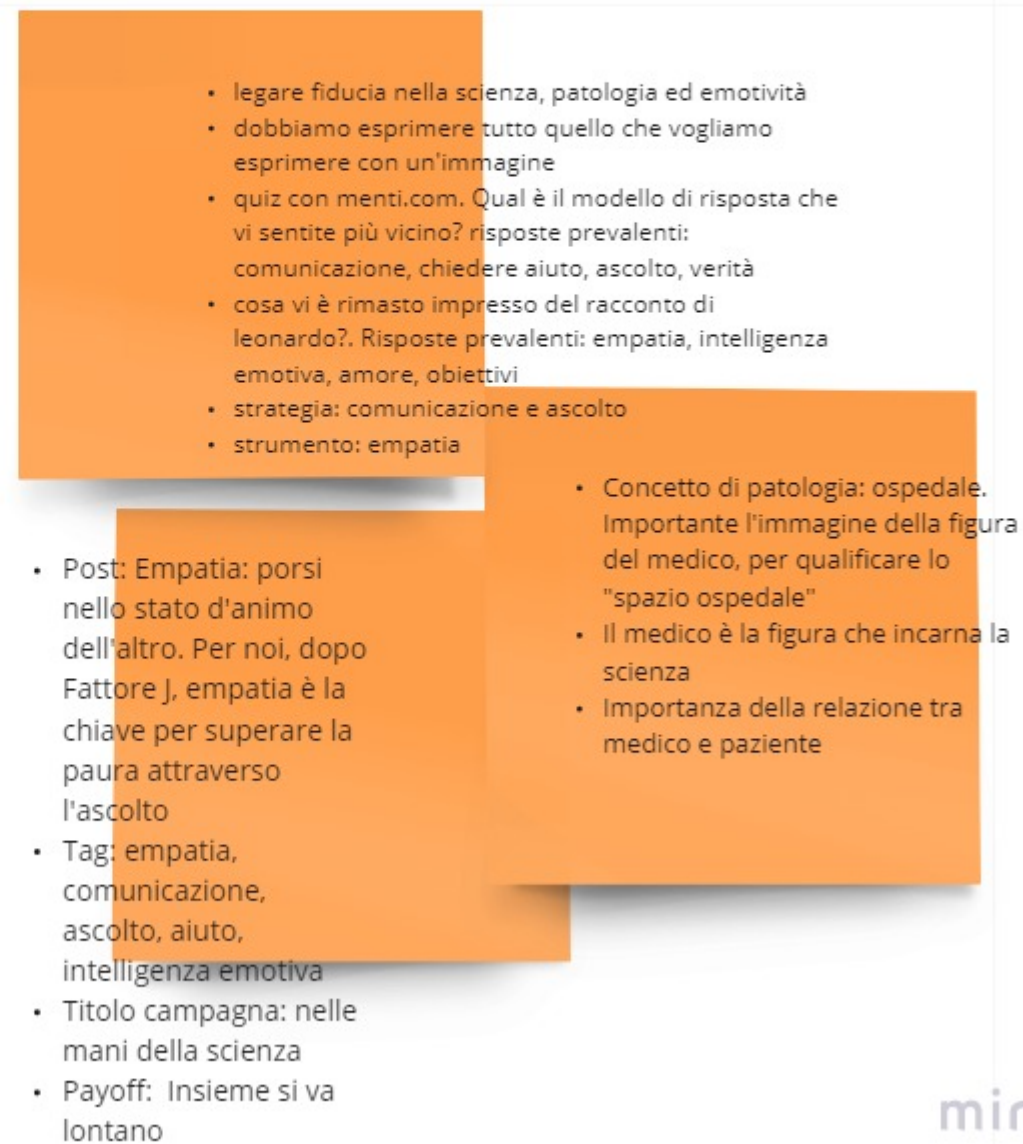 • legare fiducia nella scienza, patologia ed emotività
• dobbiamo esprimere tutto quello che vogliamo
esprimere con un'immagine
• quiz con menti.com. Qual è il modello di risposta che
vi sentite più vicino? risposte prevalenti:
comunicazione, chiedere aiuto, ascolto, verità
• cosa vi è rimasto impresso del racconto di
leonardo?. Risposte prevalenti: empatia, intelligenza
emotiva, amore, obiettivi
• strategia: comunicazione e ascolto
• strumento: empatia
• Concetto di patologia: ospedale.
Importante l'immagine della figura
del medico, per qualificare lo
"spazio ospedale"
• Il medico è la figura che incarna la
scienza
• Importanza della relazione tra
medico e paziente
• Post: Empatia: porsi
nello stato d'animo
dell'altro. Per noi, dopo
Fattore J, empatia è la
chiave per superare la
paura attraverso
l'ascolto
• Tag: empatia,
comunicazione,
ascolto, aiuto,
intelligenza emotiva
• Titolo campagna: nelle
mani della scienza
• Payoff: Insieme si va
lontano